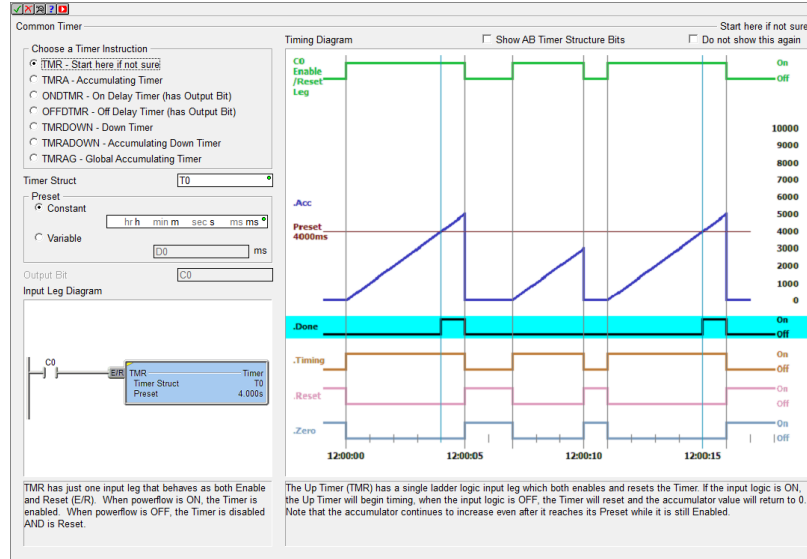 Common Timer
Start here if not sure
Choose a Timer Instruction
TMR - Start here if not sure
TMRA - Accumulating Timer
ONDTMR - On Delay Timer (has Output Bit)
OFFDTMR - Off Delay Timer (has Output Bit)
TMRDOWN - Down Timer
TMRADOWN - Accumulating Down Timer
TMRAG - Global Accumulating Timer
Timer Struct T0
Preset
Constant
hr h min m sec s ms ms
Variable
D0 ms
Output Bit C0
Input Leg Diagram
C0
E/R TMR Timer
Timer Struct T0
Preset 4.000s
TMR has just one input leg that behaves as both Enable
and Reset (E/R). When powerflow is ON, the Timer is
enabled. When powerflow is OFF, the Timer is disabled
AND is Reset.
Timing Diagram
Show AB Timer Structure Bits
Do not show this again
C0
Enable
/Reset
Leg
On
Off
10000
9000
8000
7000
6000
5000
4000
3000
2000
1000
0
.Acc
Preset
4000ms
.Done
On
Off
.Timing
On
Off
.Reset
On
Off
.Zero
On
Off
12:00:00 12:00:05 12:00:10 12:00:15
The Up Timer (TMR) has a single ladder logic input leg which both enables and resets the Timer. If the input logic is ON,
the Up Timer will begin timing, when the input logic is OFF, the Timer will reset and the accumulator value will return to 0.
Note that the accumulator continues to increase even after it reaches its Preset while it is still Enabled.